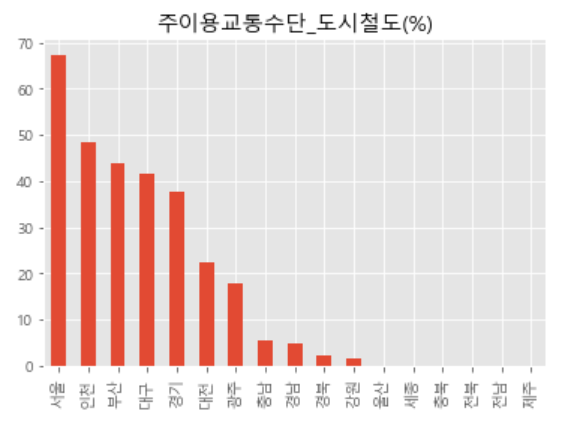 주이용교통수단_도시철도(%)
70
60
50
40
30
20
10
0
서울
인천
부산
대구
경기
대전
광주
충남
경남
경북
강원
울산
세종
충북
전북
전남
제주